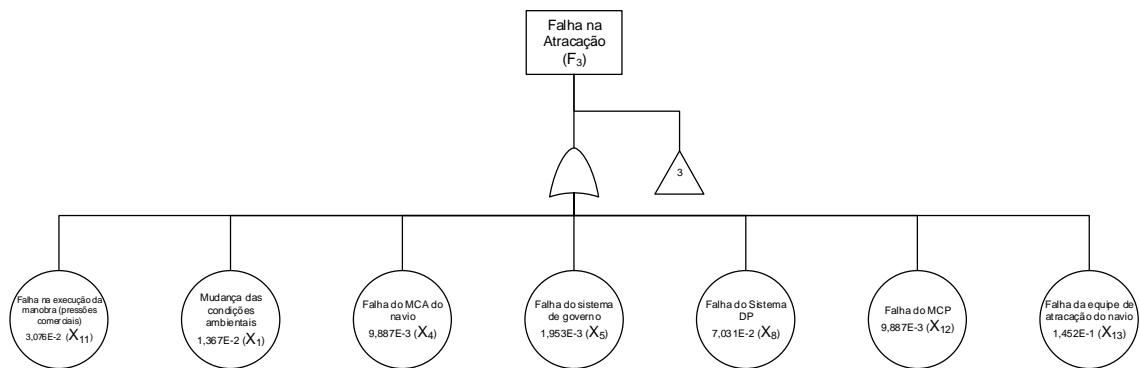 Falha na
Atracação
(F₃)
3
Falha na execução da
manobra (pressões
comerciais)
3,076E-2 (X₁₁)
Mudança das
condições
ambientais
1,367E-2 (X₁)
Falha do MCA do
navio
9,887E-3 (X₄)
Falha do sistema
de governo
1,953E-3 (X₅)
Falha do Sistema
DP
7,031E-2 (X₈)
Falha do MCP
9,887E-3 (X₁₂)
Falha da equipe de
atracação do navio
1,452E-1 (X₁₃)